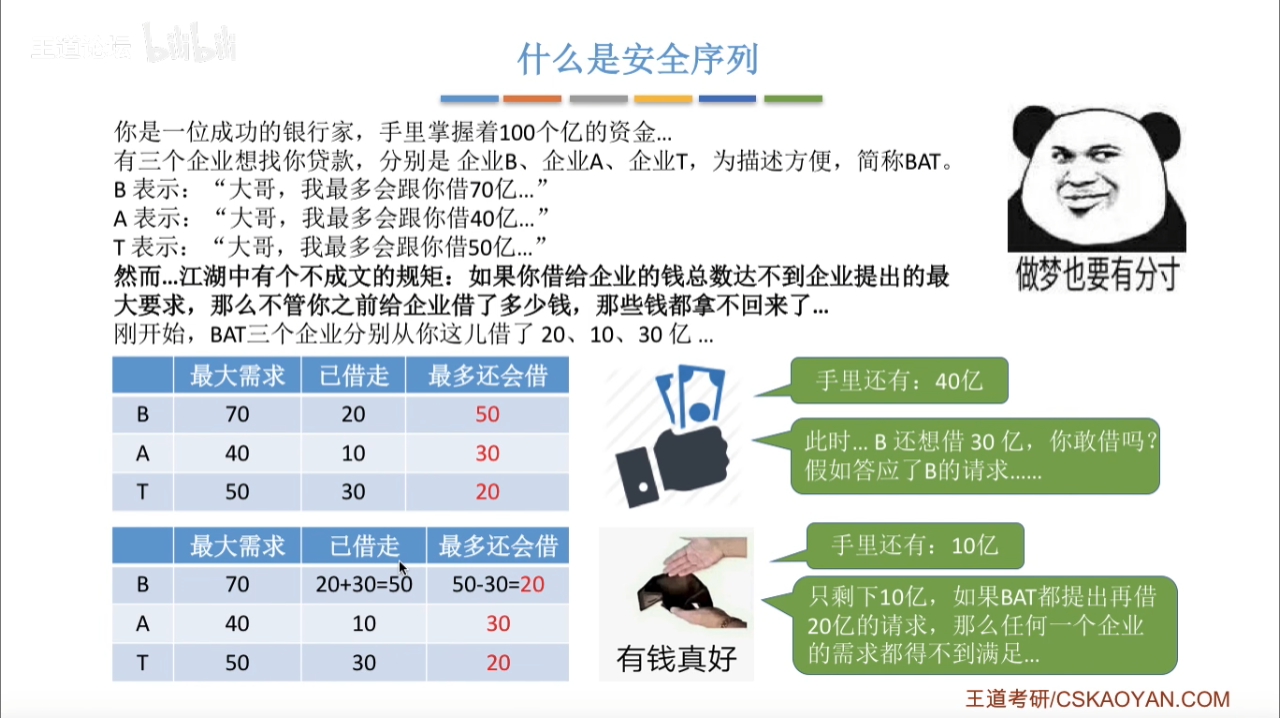 王道论坛 bilibili
什么是安全序列
你是一位成功的银行家，手里掌握着100个亿的资金...
有三个企业想找你贷款，分别是 企业B、企业A、企业T，为描述方便，简称BAT。
B 表示：“大哥，我最多会跟你借70亿...”
A 表示：“大哥，我最多会跟你借40亿...”
T 表示：“大哥，我最多会跟你借50亿...”
然而...江湖中有个不成文的规矩：如果你借给企业的钱总数达不到企业提出的最
大要求，那么不管你之前给企业借了多少钱，那些钱都拿不回来了...
刚开始，BAT三个企业分别从你这儿借了 20、10、30 亿 ...
做梦也要有分寸
最大需求 已借走 最多还会借
B 70 20 50
A 40 10 30
T 50 30 20
手里还有：40亿
此时... B 还想借 30 亿，你敢借吗？
假如答应了B的请求......
最大需求 已借走 最多还会借
B 70 20+30=50 50-30=20
A 40 10 30
T 50 30 20
有钱真好
手里还有：10亿
只剩下10亿，如果BAT都提出再借
20亿的请求，那么任何一个企业
的需求都得不到满足...
王道考研/CSKAOYAN.COM